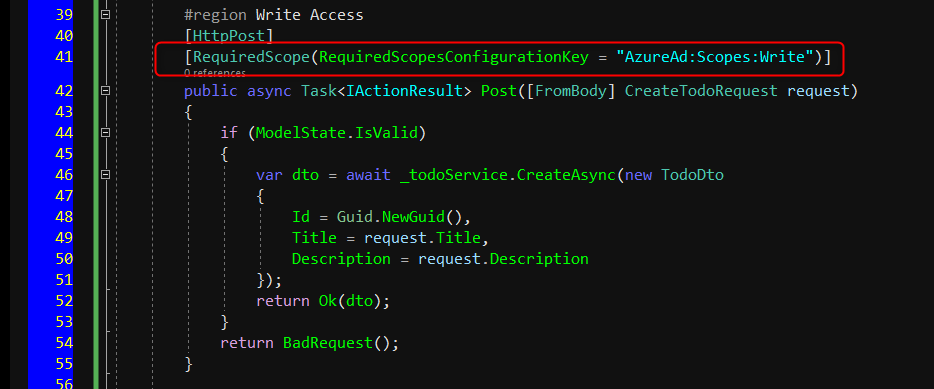 39 #region Write Access
40 [HttpPost]
41 [RequiredScope(RequiredScopesConfigurationKey = "AzureAd:Scopes:Write")]
0 references
42 public async Task<IActionResult> Post([FromBody] CreateTodoRequest request)
43 {
44 if (ModelState.IsValid)
45 {
46 var dto = await _todoService.CreateAsync(new TodoDto
47 {
48 Id = Guid.NewGuid(),
49 Title = request.Title,
50 Description = request.Description
51 });
52 return Ok(dto);
53 }
54 return BadRequest();
55 }
56